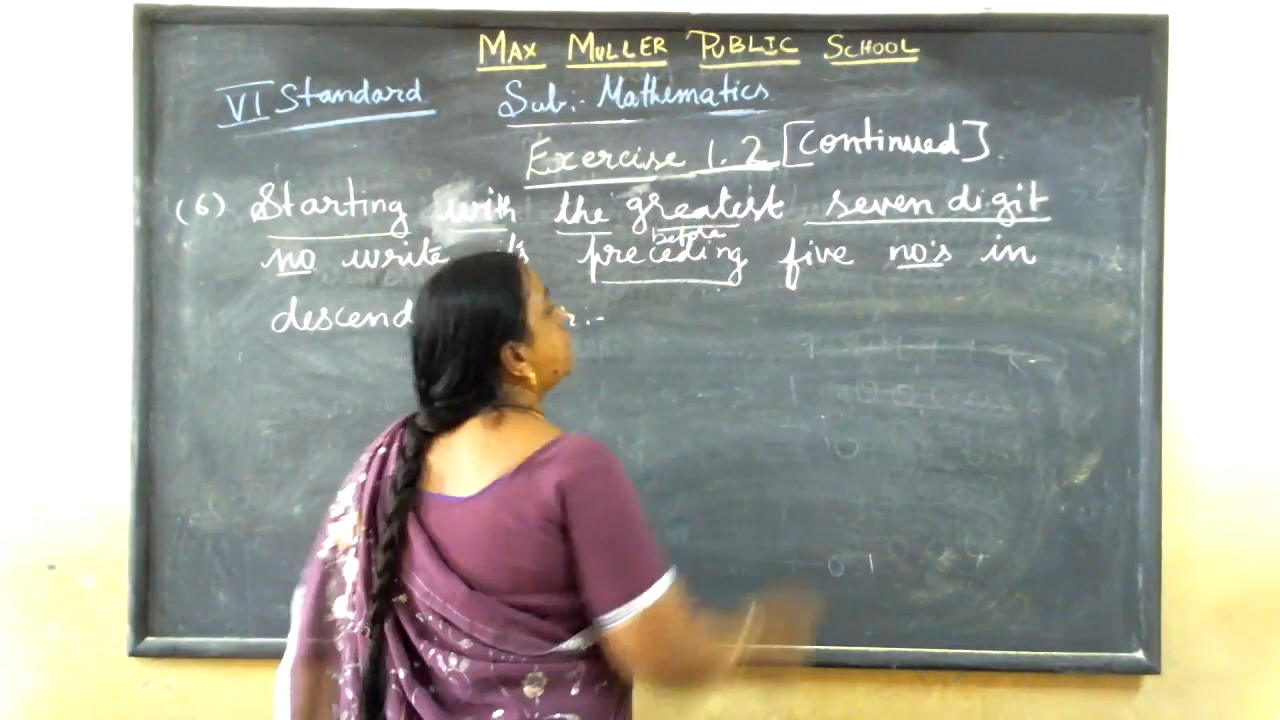 MAX MULLER PUBLIC SCHOOL
VI Standard Sub:- Mathematics
Exercise 1.2 [Continued]
(6) Starting with the greatest seven digit
before
no write preceding five no's in
descend